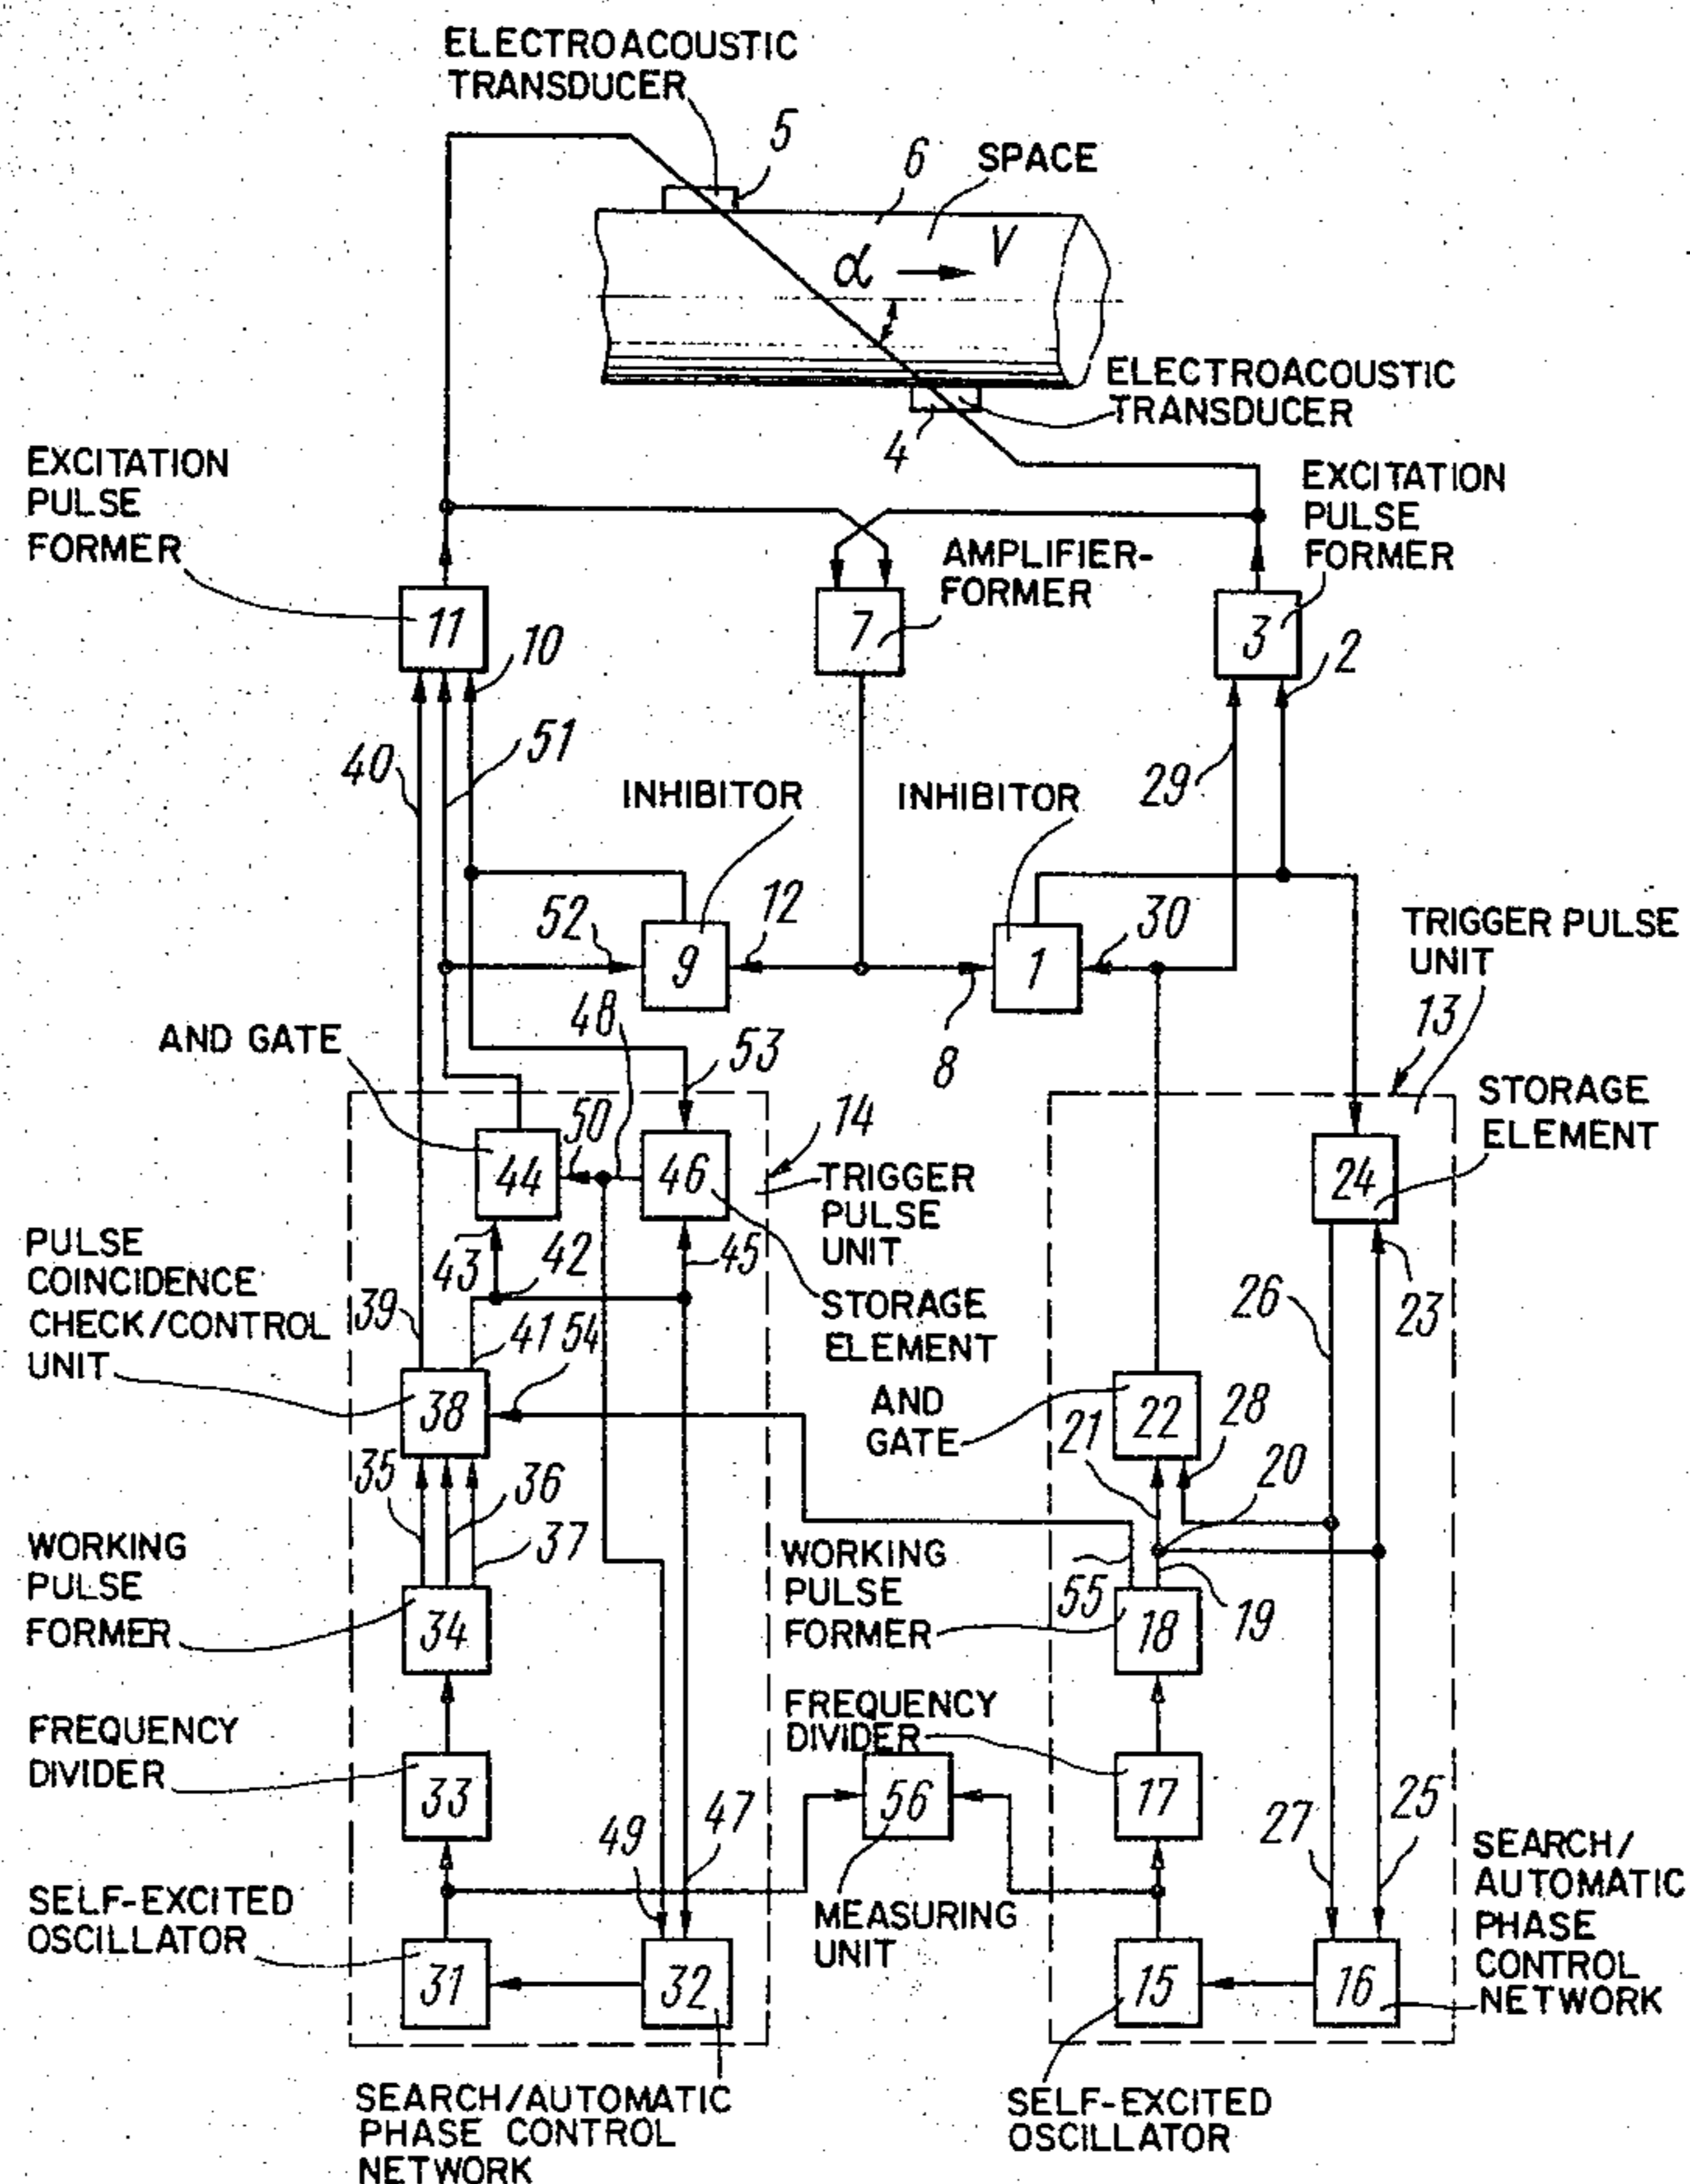 ELECTROACOUSTIC
TRANSDUCER
5
6
SPACE
α
V
ELECTROACOUSTIC
TRANSDUCER
4
EXCITATION
PULSE
FORMER
EXCITATION
PULSE
FORMER
AMPLIFIER-
FORMER
11
7
3
10
2
51
40
29
INHIBITOR
INHIBITOR
52
12
30
9
1
TRIGGER PULSE
UNIT
48
13
AND GATE
53
8
STORAGE
ELEMENT
50
14
44
46
24
TRIGGER
PULSE
UNIT
PULSE
COINCIDENCE
CHECK/CONTROL
UNIT
43
42
45
39
41
54
26
23
STORAGE
ELEMENT
38
AND
GATE
22
28
21
20
35
36
37
WORKING
PULSE
FORMER
WORKING
PULSE
FORMER
55
19
34
18
FREQUENCY
DIVIDER
FREQUENCY
DIVIDER
33
56
17
49
47
27
25
SEARCH/
AUTOMATIC
PHASE
CONTROL
NETWORK
SELF-EXCITED
OSCILLATOR
MEASURING
UNIT
31
32
15
16
SEARCH/AUTOMATIC
PHASE CONTROL
NETWORK
SELF-EXCITED
OSCILLATOR